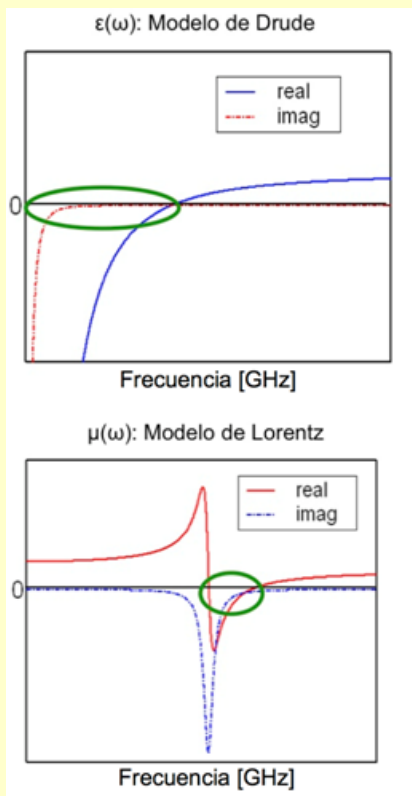 ε(ω): Modelo de Drude
real
imag
0
Frecuencia [GHz]
μ(ω): Modelo de Lorentz
real
imag
0
Frecuencia [GHz]